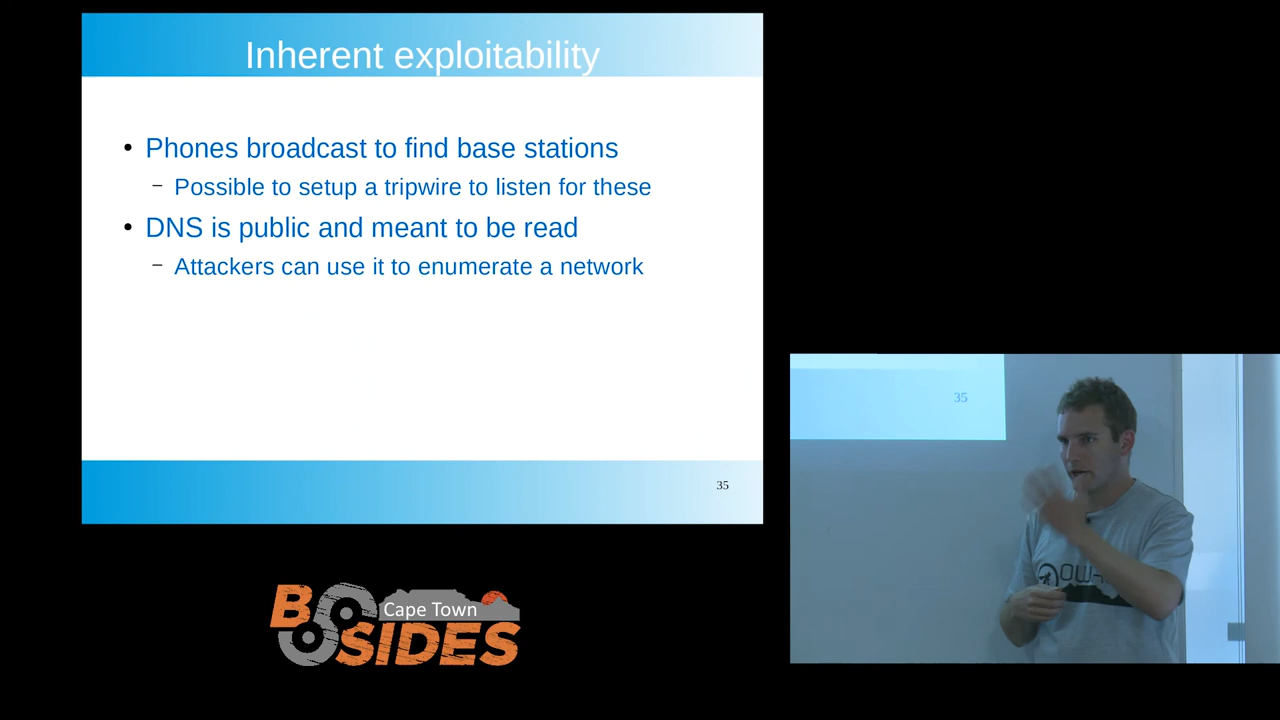 Inherent exploitability
• Phones broadcast to find base stations
– Possible to setup a tripwire to listen for these
• DNS is public and meant to be read
– Attackers can use it to enumerate a network
35
35
BSIDES
Cape Town